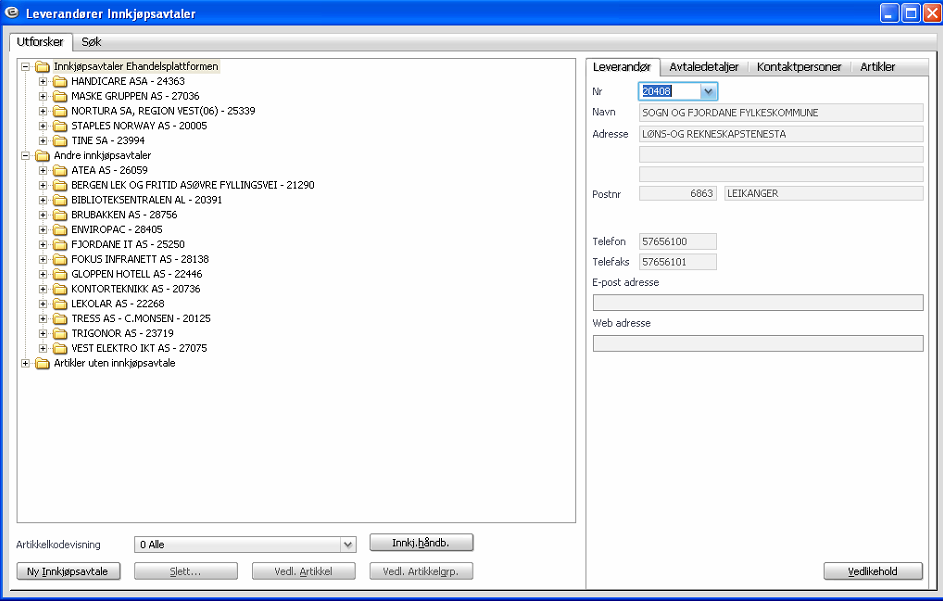 Leverandører Innkjøpsavtaler
Utforsker Søk
Innkjøpsavtaler Ehandelsplattformen
HANDICARE ASA - 24363
MASKE GRUPPEN AS - 27036
NORTURA SA, REGION VEST(06) - 25339
STAPLES NORWAY AS - 20005
TINE SA - 23994
Andre innkjøpsavtaler
ATEA AS - 26059
BERGEN LEK OG FRITID ASØVRE FYLLINGSVEI - 21290
BIBLIOTEKSENTRALEN AL - 20391
BRUBAKKEN AS - 28756
ENVIROPAC - 28405
FJORDANE IT AS - 25250
FOKUS INFRANETT AS - 28138
GLOPPEN HOTELL AS - 22446
KONTORTEKNIKK AS - 20736
LEKOLAR AS - 22268
TRESS AS - C.MONSEN - 20125
TRIGONOR AS - 23719
VEST ELEKTRO IKT AS - 27075
Artikler uten innkjøpsavtale
Artikkelkodevisning 0 Alle Innkj.håndb.
Ny Innkjøpsavtale Slett... Vedl. Artikkel Vedl. Artikkelgrp.
Leverandør Avtaledetaljer Kontaktpersoner Artikler
Nr 20408
Navn SOGN OG FJORDANE FYLKESKOMMUNE
Adresse LØNS-OG REKNESKAPSTENESTA
Postnr 6863 LEIKANGER
Telefon 57656100
Telefaks 57656101
E-post adresse
Web adresse
Vedlikehold